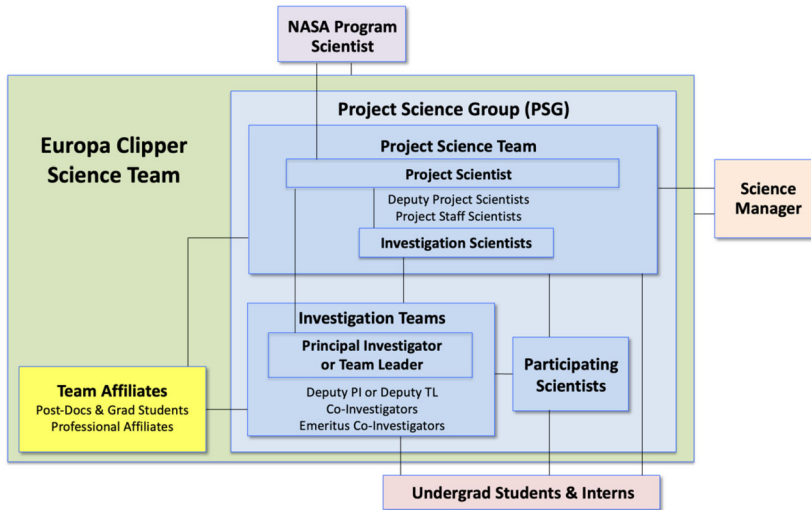 NASA Program
Scientist
Project Science Group (PSG)
Europa Clipper
Science Team
Project Science Team
Project Scientist
Deputy Project Scientists
Project Staff Scientists
Investigation Scientists
Science
Manager
Investigation Teams
Principal Investigator
or Team Leader
Deputy PI or Deputy TL
Co-Investigators
Emeritus Co-Investigators
Participating
Scientists
Team Affiliates
Post-Docs & Grad Students
Professional Affiliates
Undergrad Students & Interns